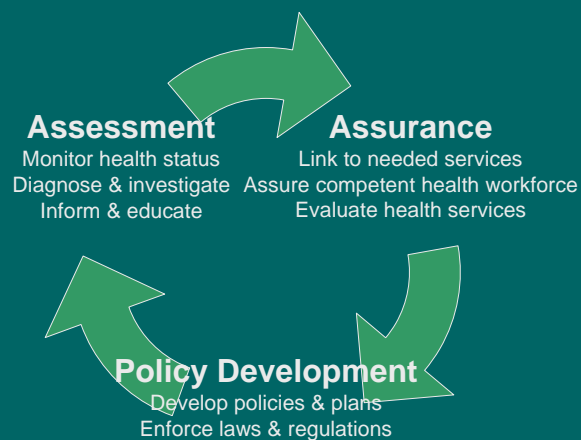 Assessment
Monitor health status
Diagnose & investigate
Inform & educate
Assurance
Link to needed services
Assure competent health workforce
Evaluate health services
Policy Development
Develop policies & plans
Enforce laws & regulations